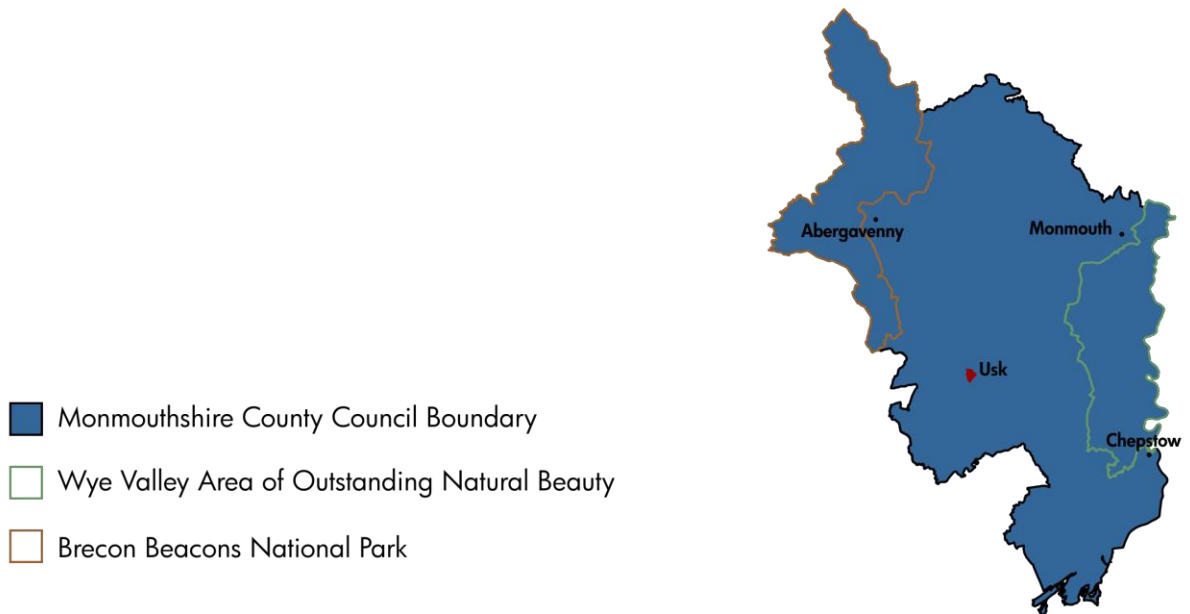 Abergavenny
Monmouth
Usk
Chepstow
Monmouthshire County Council Boundary
Wye Valley Area of Outstanding Natural Beauty
Brecon Beacons National Park